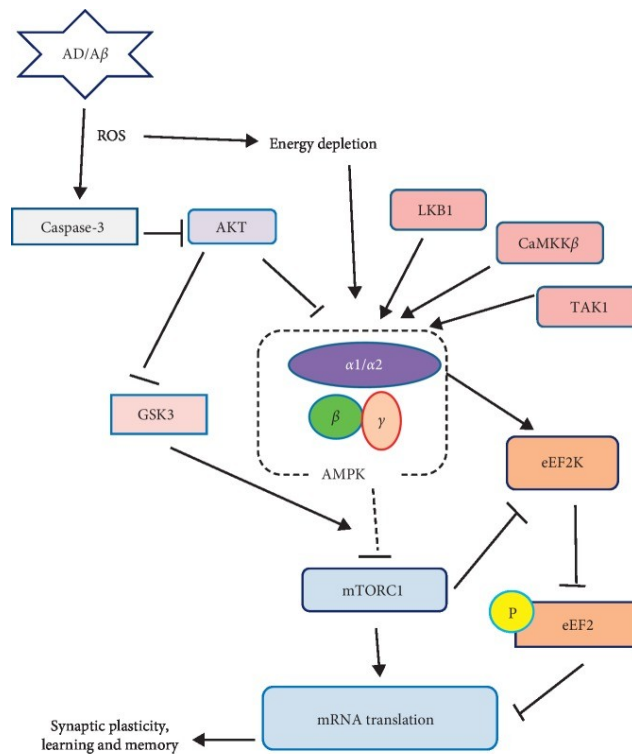 AD/Aβ
ROS
Energy depletion
LKB1
Caspase-3
AKT
CaMKKβ
TAK1
α1/α2
β
γ
GSK3
AMPK
eEF2K
mTORC1
P
eEF2
mRNA translation
Synaptic plasticity,
learning and memory